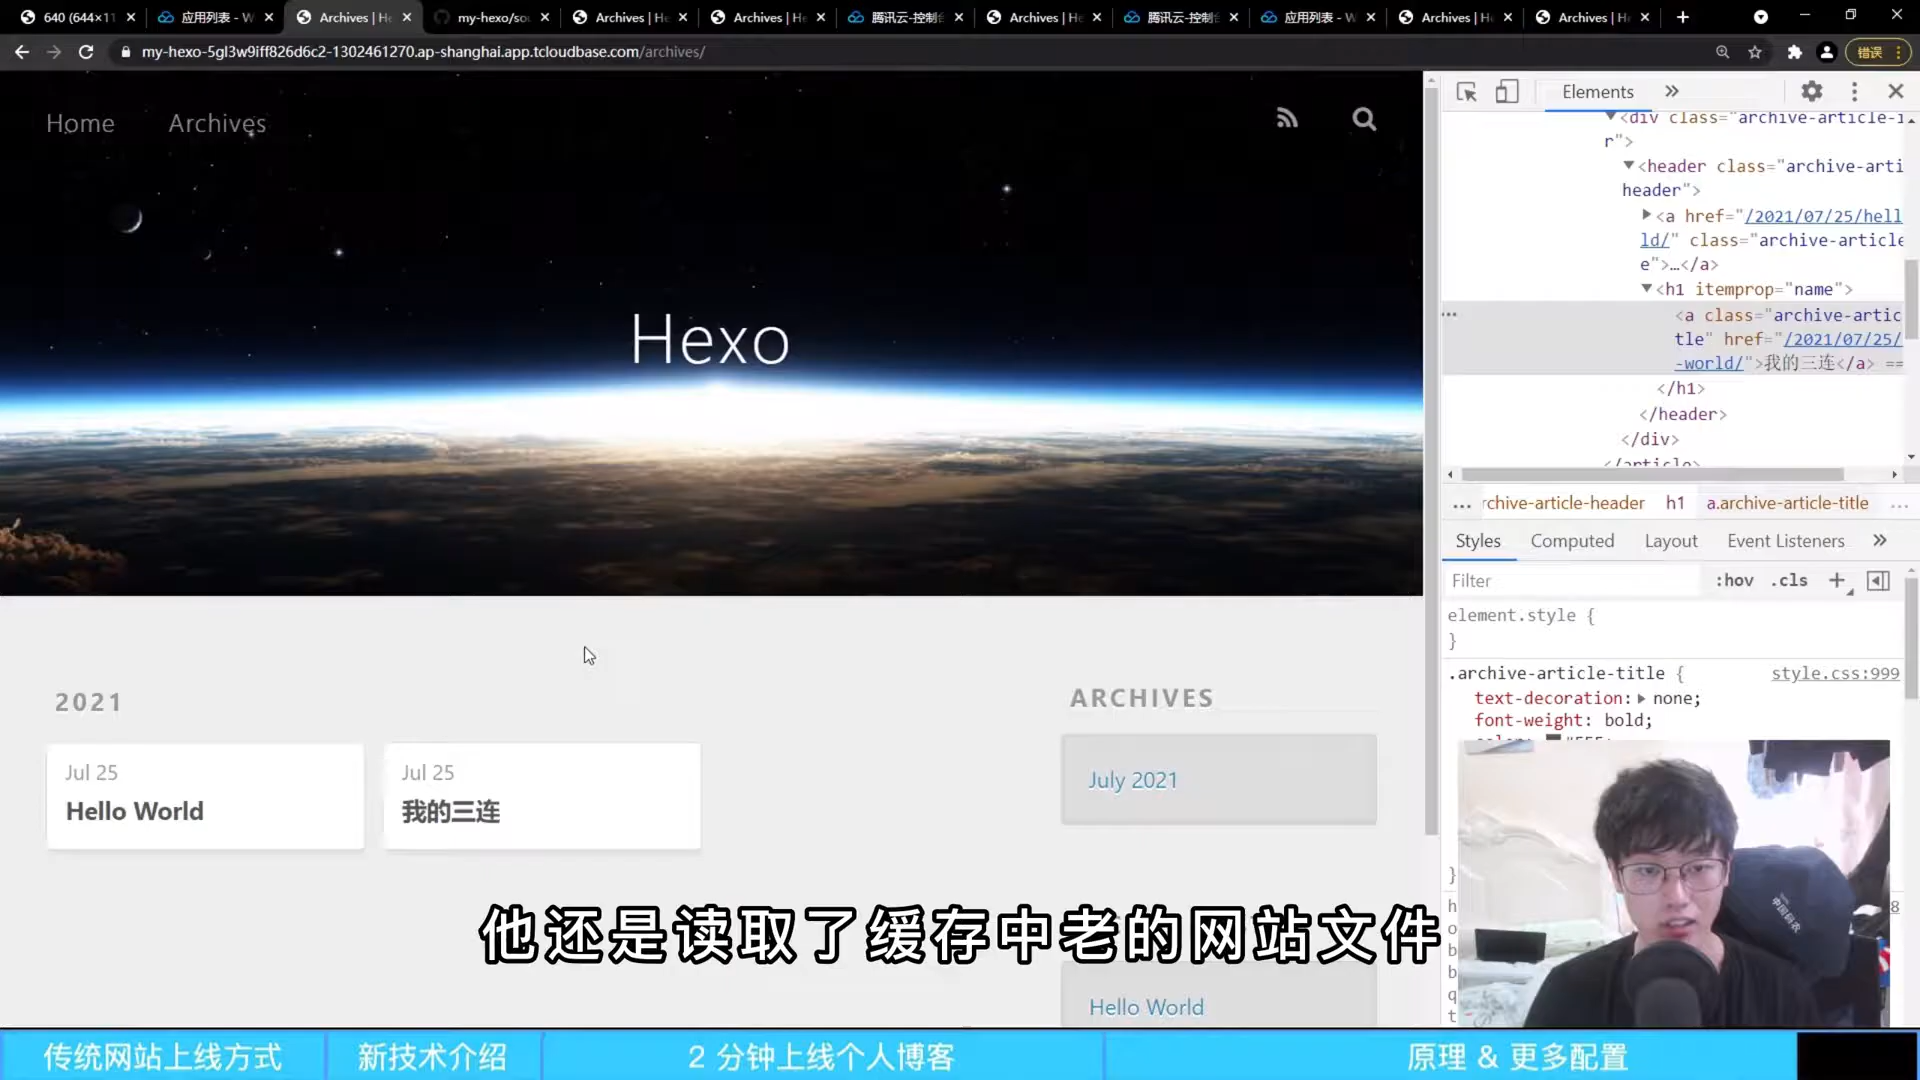 640 (644×1
应用列表 - W
Archives | He
my-hexo/sou
Archives | He
Archives | He
腾讯云-控制台
Archives | He
腾讯云-控制台
应用列表 - W
Archives | He
Archives | He
my-hexo-5gl3w9iff826d6c2-1302461270.ap-shanghai.app.tcloudbase.com/archives/
错误
Home
Archives
Hexo
2021
Jul 25
Hello World
Jul 25
我的三连
ARCHIVES
July 2021
Hello World
Elements
<div class="archive-article-i
r">
<header class="archive-arti
header">
<a href="/2021/07/25/hell
ld/" class="archive-article
e">…</a>
<h1 itemprop="name">
<a class="archive-artic
tle" href="/2021/07/25/
-world/">我的三连</a> ==
</h1>
</header>
</div>
</article>
... rchive-article-header h1 a.archive-article-title ...
Styles Computed Layout Event Listeners
Filter
:hov .cls +
element.style {
}
.archive-article-title { style.css:999
text-decoration: none;
font-weight: bold;
}
他还是读取了缓存中老的网站文件
传统网站上线方式
新技术介绍
2 分钟上线个人博客
原理 & 更多配置